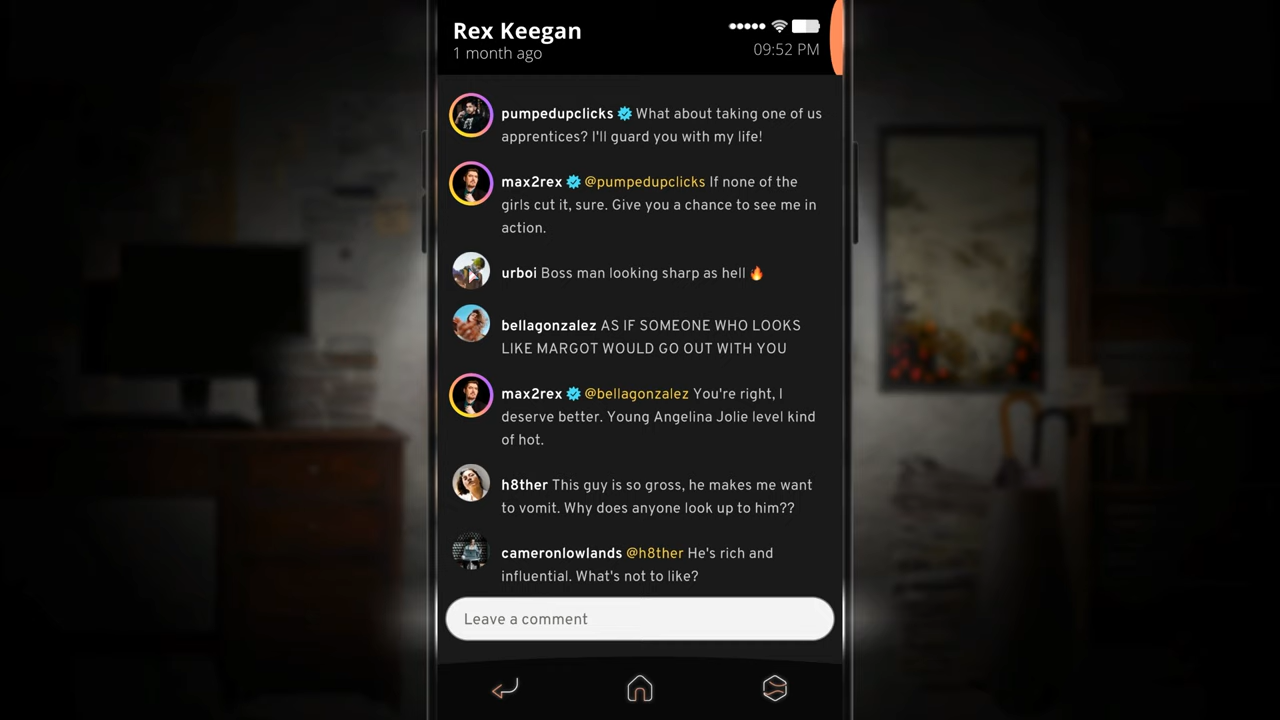 Rex Keegan
1 month ago
09:52 PM
pumpedupclicks What about taking one of us
apprentices? I'll guard you with my life!
max2rex @pumpedupclicks If none of the
girls cut it, sure. Give you a chance to see me in
action.
urboi Boss man looking sharp as hell 🔥
bellagonzalez AS IF SOMEONE WHO LOOKS
LIKE MARGOT WOULD GO OUT WITH YOU
max2rex @bellagonzalez You're right, I
deserve better. Young Angelina Jolie level kind
of hot.
h8ther This guy is so gross, he makes me want
to vomit. Why does anyone look up to him??
cameronlowlands @h8ther He's rich and
influential. What's not to like?
Leave a comment